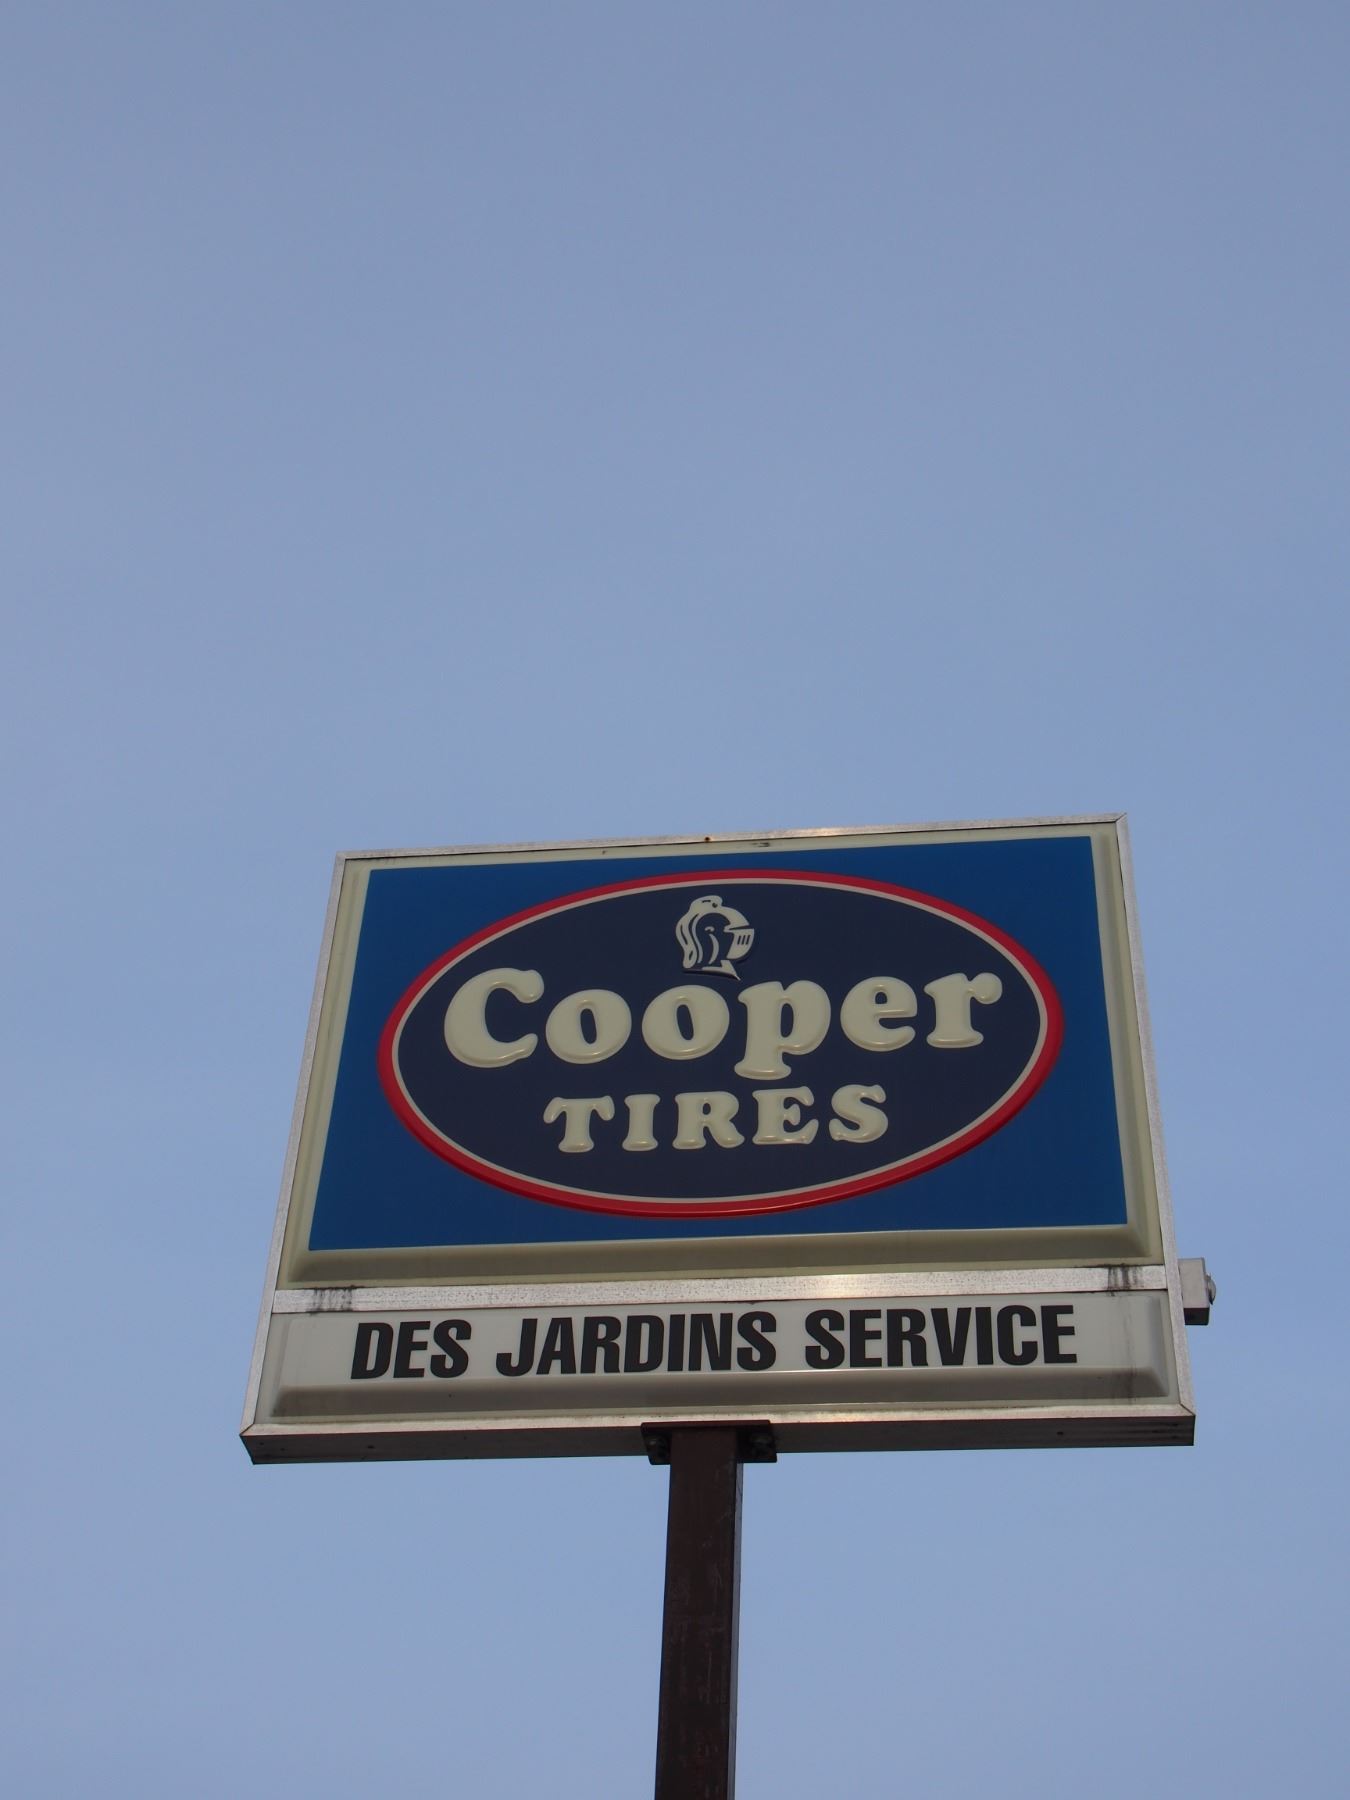 Cooper
TIRES
DES JARDINS SERVICE